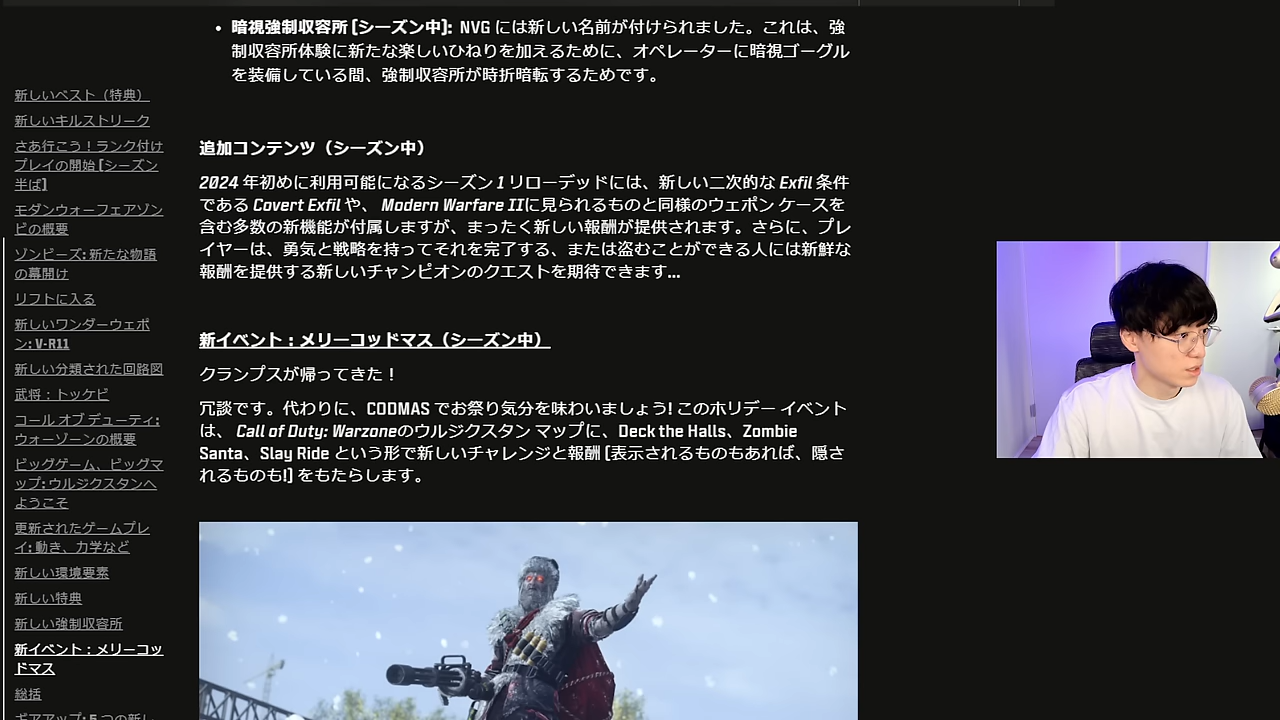 • 暗視強制収容所 [シーズン中]: NVG には新しい名前が付けられました。これは、強
制収容所体験に新たな楽しいひねりを加えるために、オペレーターに暗視ゴーグル
を装備している間、強制収容所が時折暗転するためです。
追加コンテンツ（シーズン中）
2024 年初めに利用可能になるシーズン 1 リローデッドには、新しい二次的な Exfil 条件
である Covert Exfil や、 Modern Warfare IIに見られるものと同様のウェポン ケースを
含む多数の新機能が付属しますが、まったく新しい報酬が提供されます。さらに、プレ
イヤーは、勇気と戦略を持ってそれを完了する、または盗むことができる人には新鮮な
報酬を提供する新しいチャンピオンのクエストを期待できます...
新イベント：メリーコッドマス（シーズン中）
クランプスが帰ってきた！
冗談です。代わりに、CODMAS でお祭り気分を味わいましょう! このホリデー イベント
は、 Call of Duty: Warzoneのウルジクスタン マップに、Deck the Halls、Zombie
Santa、Slay Ride という形で新しいチャレンジと報酬 [表示されるものもあれば、隠さ
れるものも!] をもたらします。
新しいベスト（特典）
新しいキルストリーク
さあ行こう！ランク付け
プレイの開始 [シーズン
半ば]
モダンウォーフェアゾン
ビの概要
ゾンビーズ: 新たな物語
の幕開け
リフトに入る
新しいワンダーウェポ
ン: V-R11
新しい分類された回路図
武将：トッケビ
コール オブ デューティ:
ウォーゾーンの概要
ビッグゲーム、ビッグマ
ップ: ウルジクスタンへ
ようこそ
更新されたゲームプレ
イ: 動き、力学など
新しい環境要素
新しい特典
新しい強制収容所
新イベント：メリーコッ
ドマス
総括
ギアアップ: 5 つの新し